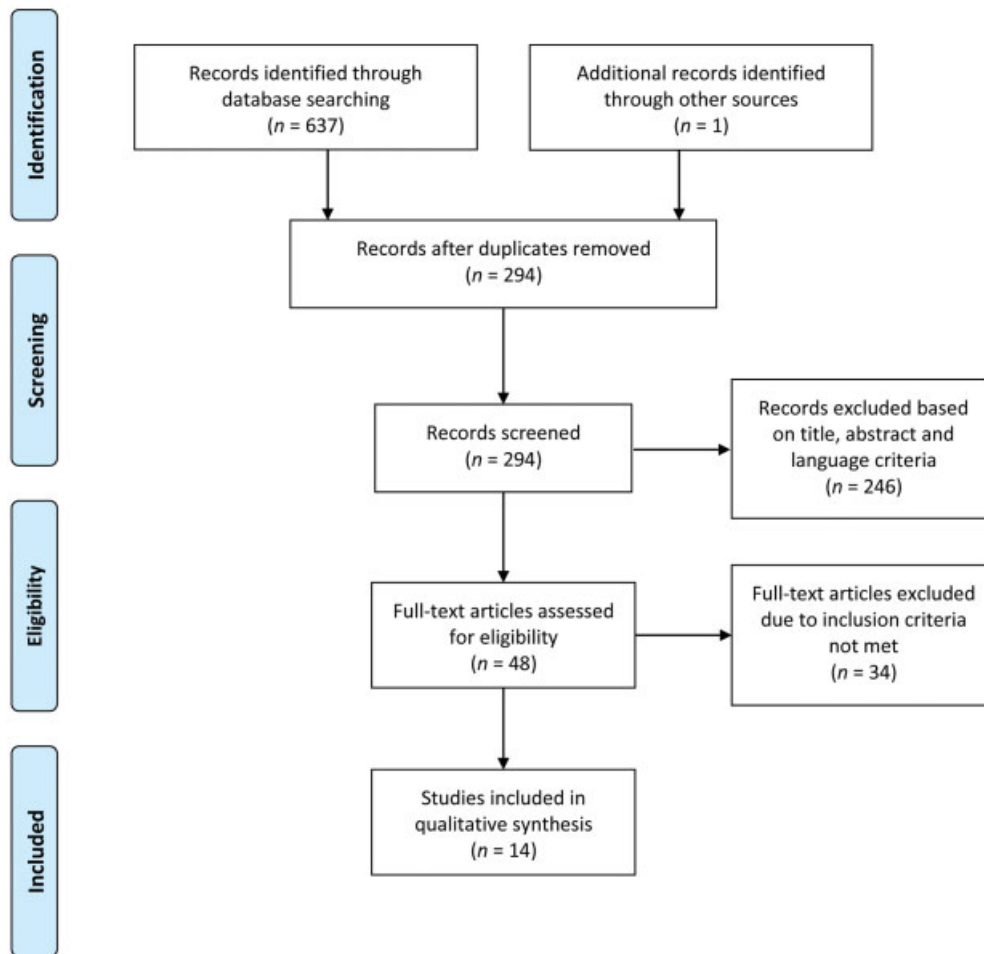 Identification
Records identified through
database searching
(n = 637)
Additional records identified
through other sources
(n = 1)
Records after duplicates removed
(n = 294)
Screening
Records screened
(n = 294)
Records excluded based
on title, abstract and
language criteria
(n = 246)
Eligibility
Full-text articles assessed
for eligibility
(n = 48)
Full-text articles excluded
due to inclusion criteria
not met
(n = 34)
Included
Studies included in
qualitative synthesis
(n = 14)